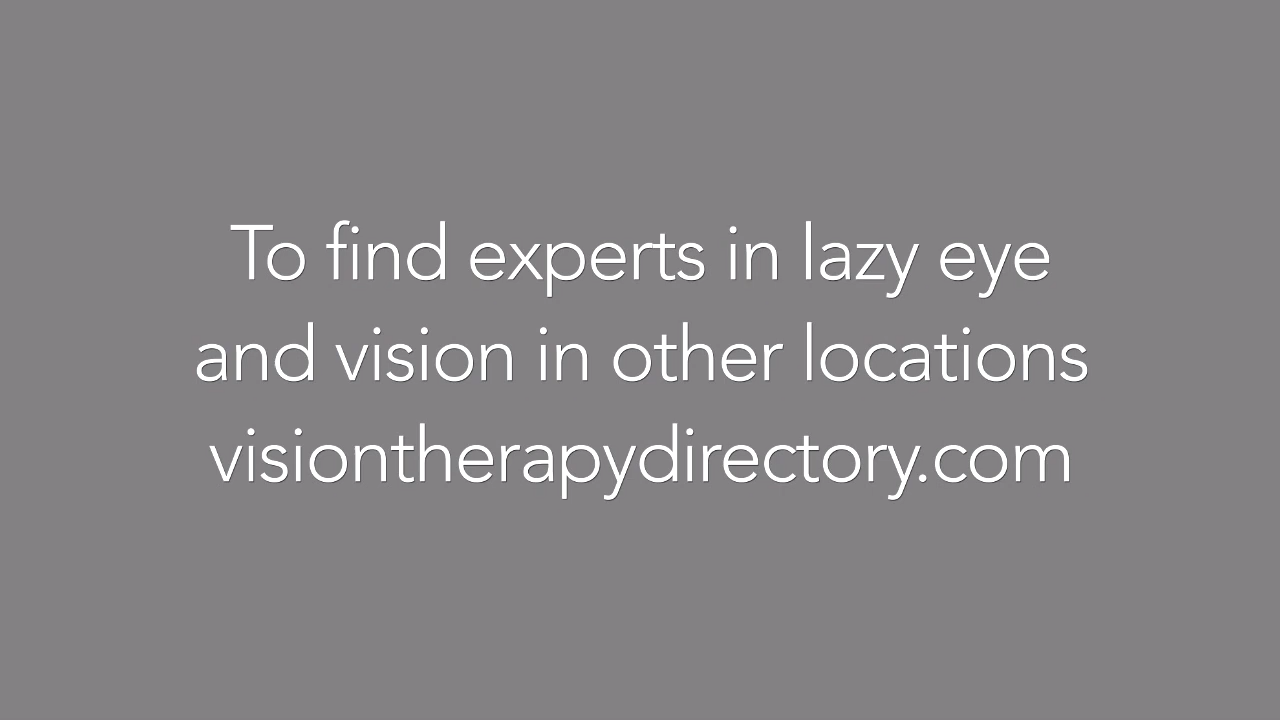 To find experts in lazy eye
and vision in other locations
visiontherapydirectory.com